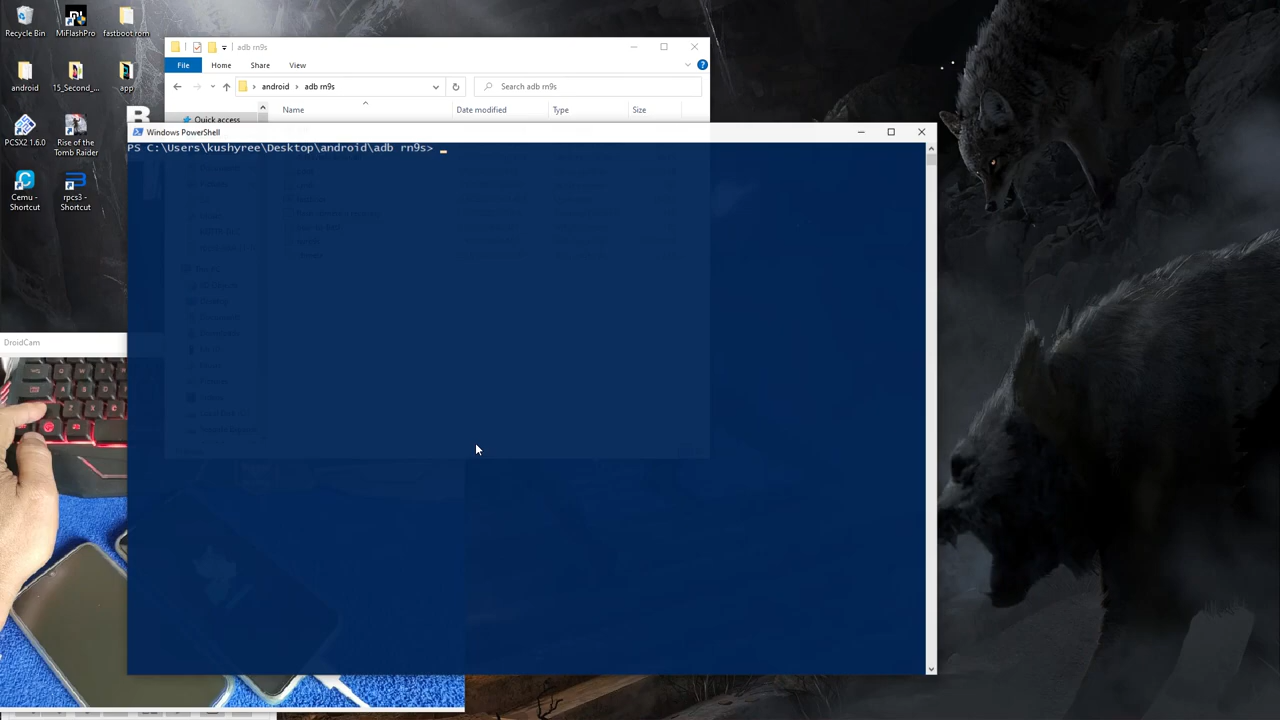 Recycle Bin
MiFlashPro
fastboot rom
adb rn9s
File
Home
Share
View
android
adb rn9s
Search adb rn9s
android
15_Second_...
app
Name
Date modified
Type
Size
Quick access
Windows PowerShell
PS C:\Users\kushyree\Desktop\android\adb rn9s>
PCSX2 1.6.0
Rise of the
Tomb Raider
Cemu -
Shortcut
rpcs3 -
Shortcut
DroidCam